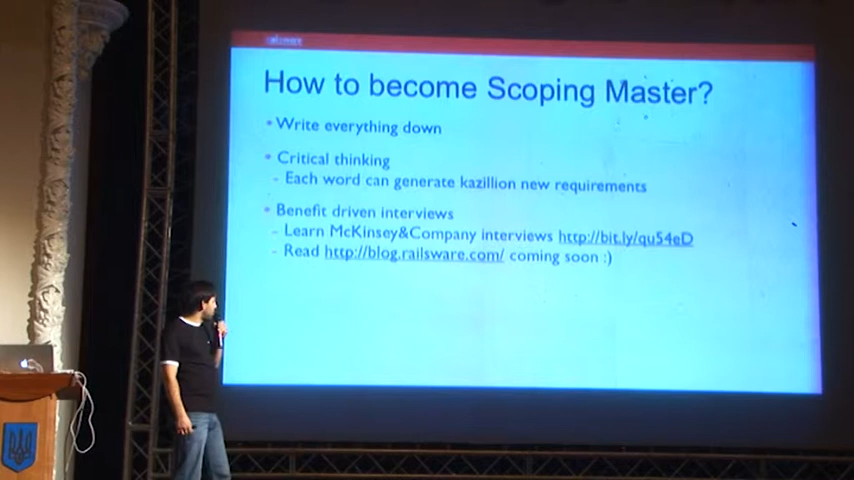 How to become Scoping Master?
• Write everything down
• Critical thinking
- Each word can generate kazillion new requirements
• Benefit driven interviews
- Learn McKinsey&Company interviews http://bit.ly/qu54eD
- Read http://blog.railsware.com/ coming soon :)